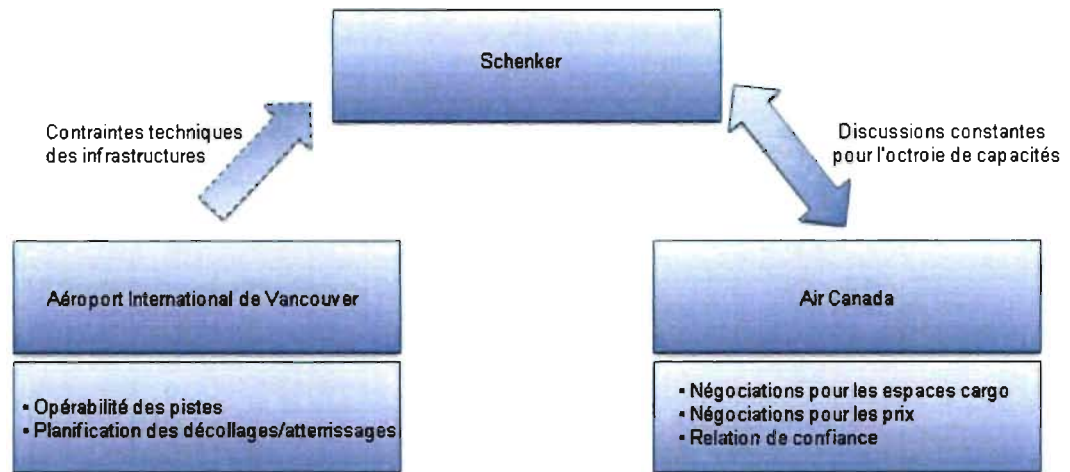 Schenker
Contraintes techniques
des infrastructures
Discussions constantes
pour l'octroie de capacités
Aéroport International de Vancouver
Air Canada
▪ Opérabilité des pistes
▪ Planification des décollages/atterrissages
▪ Négociations pour les espaces cargo
▪ Négociations pour les prix
▪ Relation de confiance